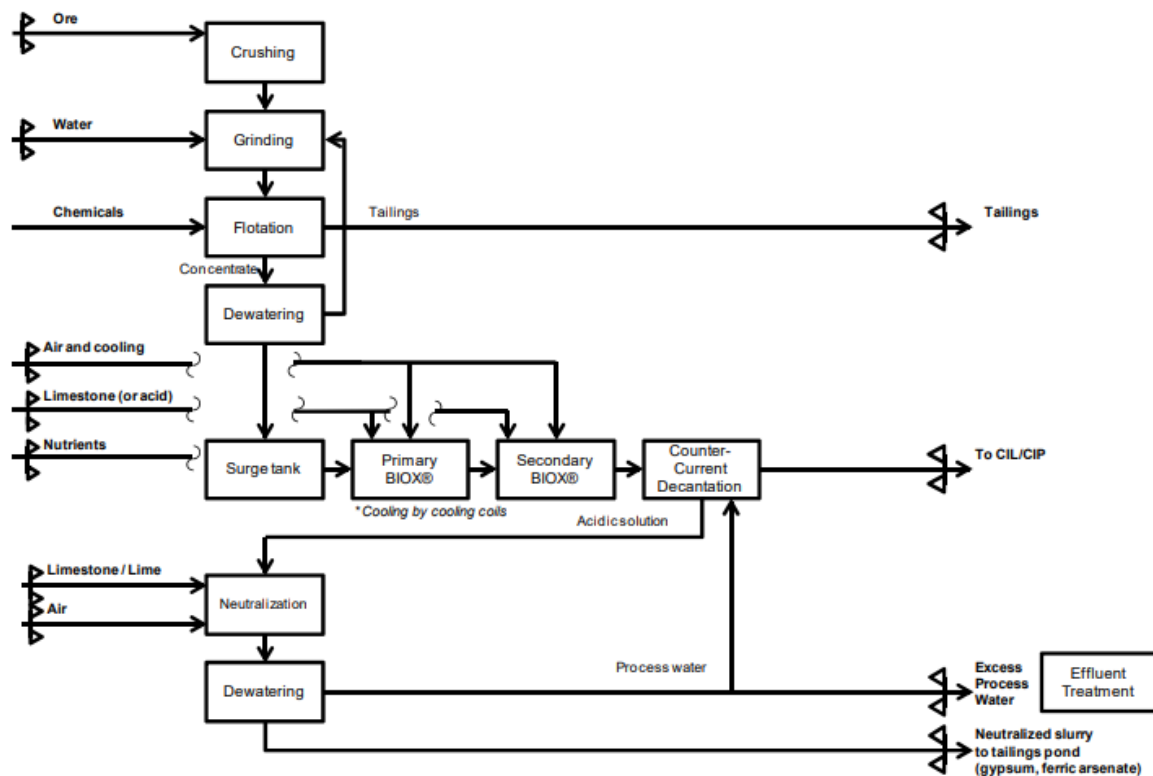 Ore
Crushing
Water
Grinding
Chemicals
Flotation
Tailings
Tailings
Concentrate
Dewatering
Air and cooling
Limestone (or acid)
Nutrients
Surge tank
Primary
BIOX®
Secondary
BIOX®
Counter-
Current
Decantation
To CIL/CIP
*Cooling by cooling coils
Acidic solution
Limestone / Lime
Neutralization
Air
Dewatering
Process water
Excess
Process
Water
Effluent
Treatment
Neutralized slurry
to tailings pond
(gypsum, ferric arsenate)